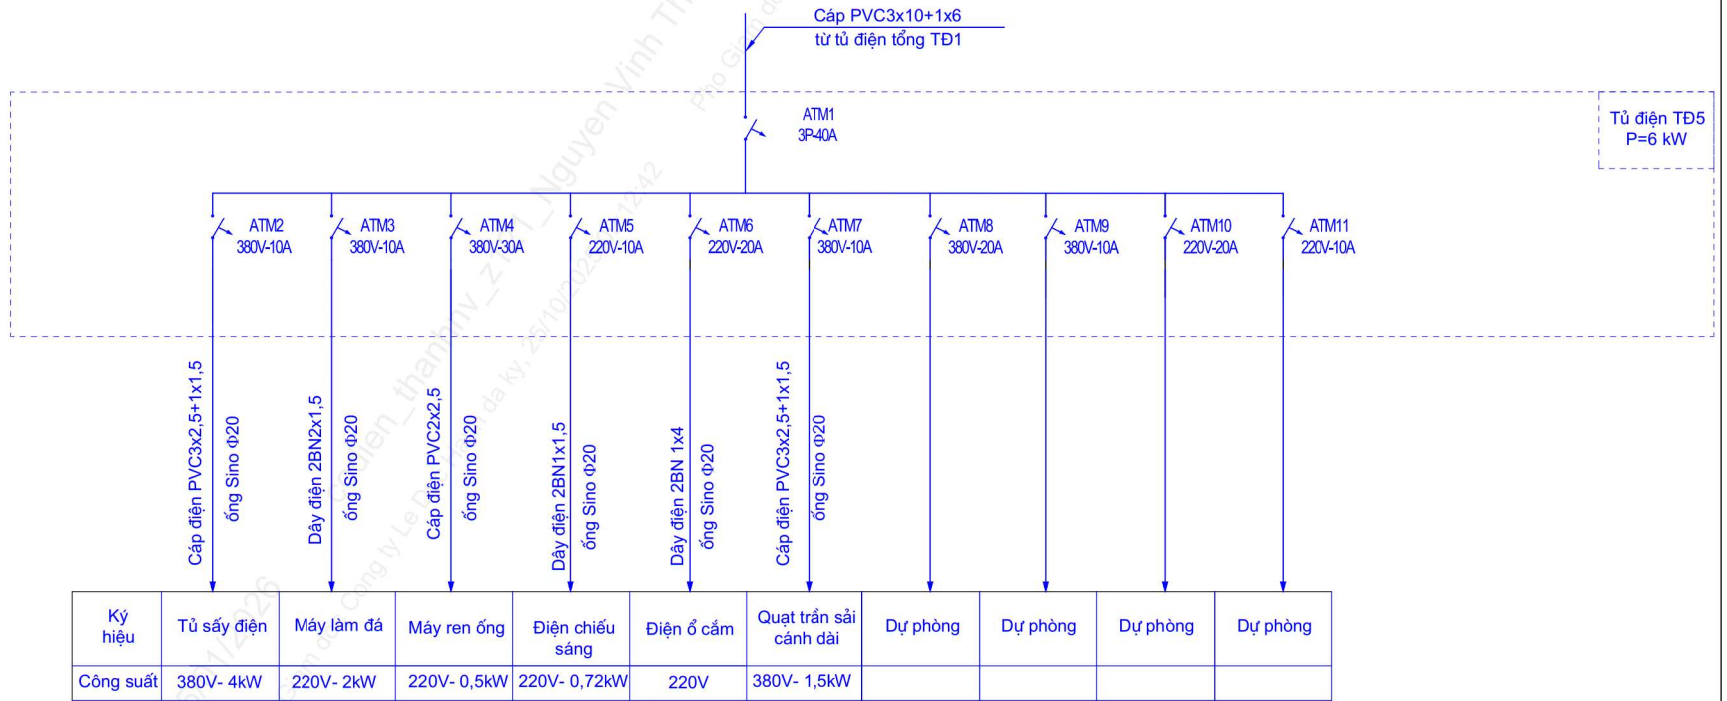 Cáp PVC3x10+1x6
từ tủ điện tổng TĐ1
ATM1
3P-40A
Tủ điện TĐ5
P=6 kW
ATM2
380V-10A
ATM3
380V-10A
ATM4
380V-30A
ATM5
220V-10A
ATM6
220V-20A
ATM7
380V-10A
ATM8
380V-20A
ATM9
380V-10A
ATM10
220V-20A
ATM11
220V-10A
Cáp điện PVC3x2,5+1x1,5
ống Sino Φ20
Dây điện 2BN2x1,5
ống Sino Φ20
Cáp điện PVC2x2,5
ống Sino Φ20
Dây điện 2BN1x1,5
ống Sino Φ20
Dây điện 2BN 1x4
ống Sino Φ20
Cáp điện PVC3x2,5+1x1,5
ống Sino Φ20
Ký hiệu
Tủ sấy điện
Máy làm đá
Máy ren ống
Điện chiếu sáng
Điện ổ cắm
Quạt trần sải cánh dài
Dự phòng
Dự phòng
Dự phòng
Dự phòng
Công suất
380V- 4kW
220V- 2kW
220V- 0,5kW
220V- 0,72kW
220V
380V- 1,5kW